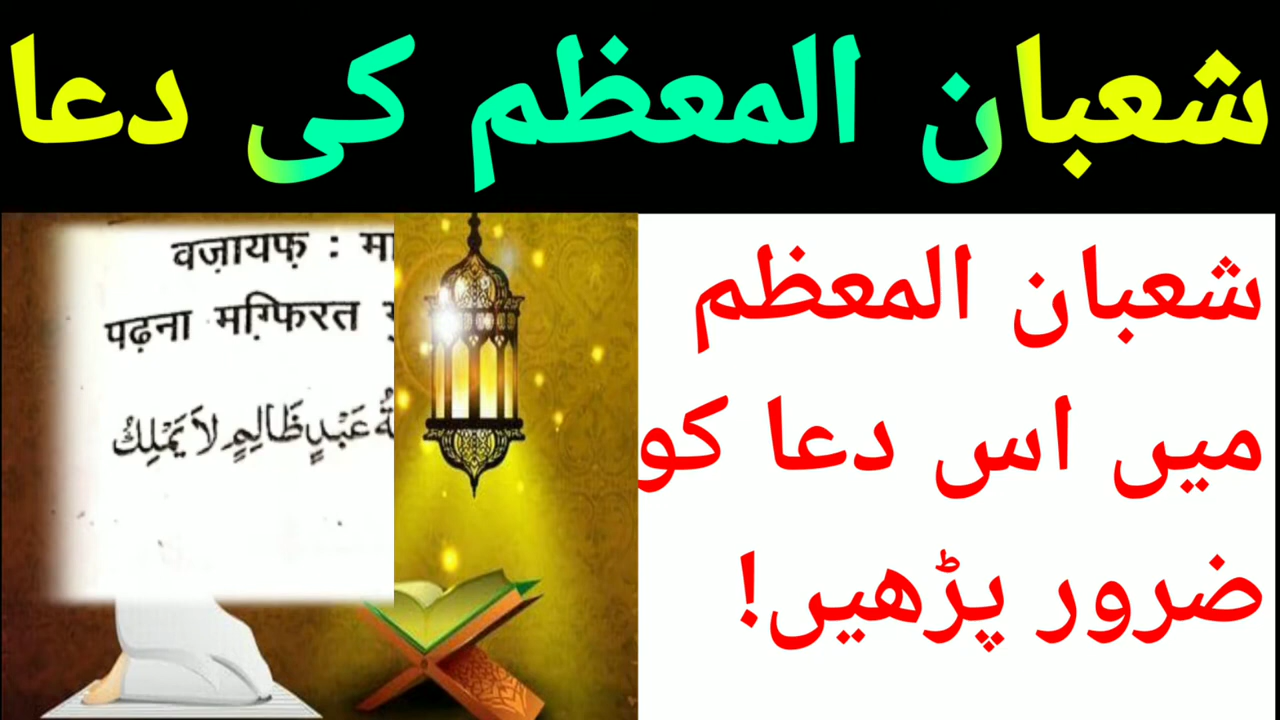 شعبان المعظم کی دعا
वज़ायफ़ : मा
पढ़ना मग़्फ़िरत
عَبْدٍ ظَالِمٍ لَا يَمْلِكُ
شعبان المعظم
میں اس دعا کو
ضرور پڑھیں!